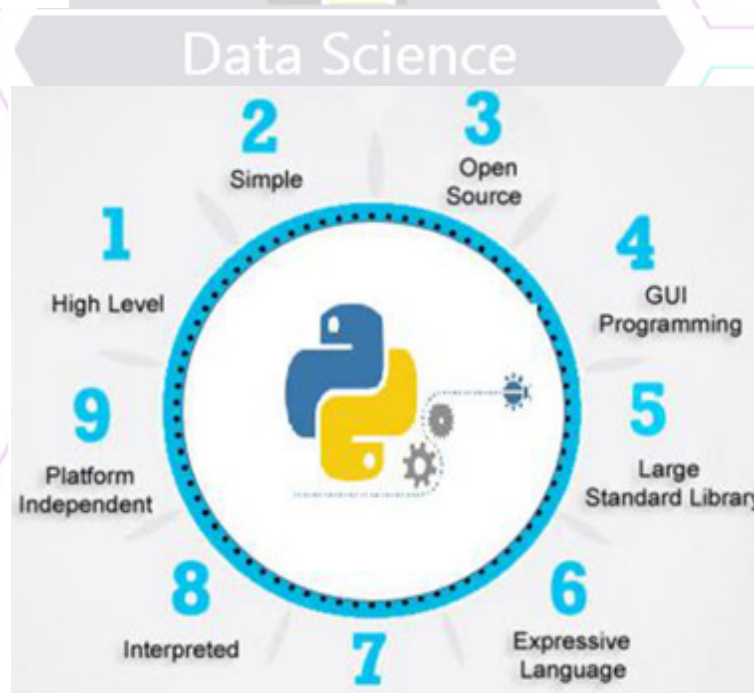 Data Science
1
High Level
2
Simple
3
Open
Source
4
GUI
Programming
5
Large
Standard Library
6
Expressive
Language
7
8
Interpreted
9
Platform
Independent